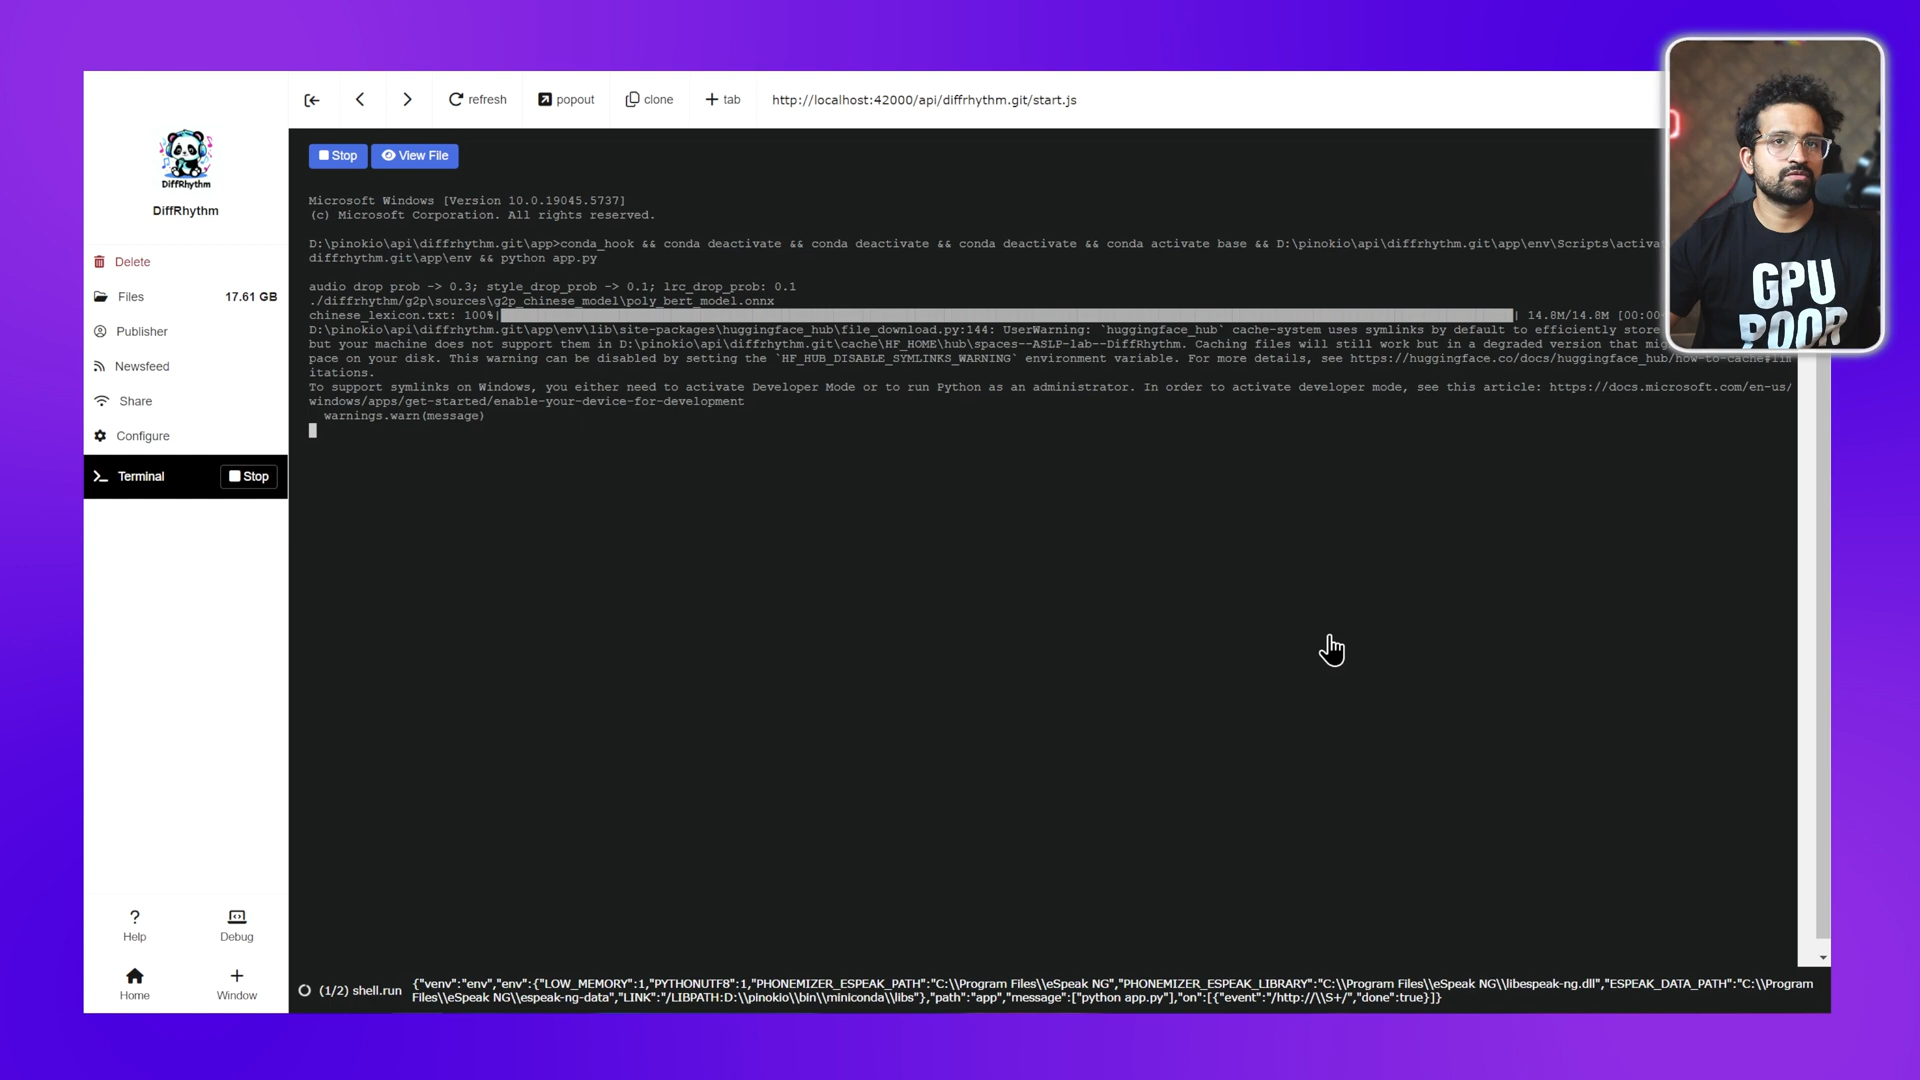 refresh
popout
clone
tab
http://localhost:42000/api/diffrhythm.git/start.js
DiffRhythm
DiffRhythm
Delete
Files 17.61 GB
Publisher
Newsfeed
Share
Configure
Terminal Stop
Help Debug
Home Window
Stop View File
Microsoft Windows [Version 10.0.19045.5737]
(c) Microsoft Corporation. All rights reserved.
D:\pinokio\api\diffrhythm.git\app>conda_hook && conda deactivate && conda deactivate && conda deactivate && conda activate base && D:\pinokio\api\diffrhythm.git\app\env\Scripts\activat
diffrhythm.git\app\env && python app.py
audio drop prob -> 0.3; style_drop_prob -> 0.1; lrc_drop_prob: 0.1
./diffrhythm/g2p\sources\g2p_chinese_model\poly_bert_model.onnx
chinese_lexicon.txt: 100%| | 14.8M/14.8M [00:00
D:\pinokio\api\diffrhythm.git\app\env\lib\site-packages\huggingface_hub\file_download.py:144: UserWarning: `huggingface_hub` cache-system uses symlinks by default to efficiently store
but your machine does not support them in D:\pinokio\api\diffrhythm.git\cache\HF_HOME\hub\spaces--ASLP-lab--DiffRhythm. Caching files will still work but in a degraded version that mig
pace on your disk. This warning can be disabled by setting the `HF_HUB_DISABLE_SYMLINKS_WARNING` environment variable. For more details, see https://huggingface.co/docs/huggingface_hub/how-to-cache#lim
itations.
To support symlinks on Windows, you either need to activate Developer Mode or to run Python as an administrator. In order to activate developer mode, see this article: https://docs.microsoft.com/en-us/
windows/apps/get-started/enable-your-device-for-development
warnings.warn(message)
(1/2) shell.run
{"venv":"env","env":{"LOW_MEMORY":1,"PYTHONUTF8":1,"PHONEMIZER_ESPEAK_PATH":"C:\\Program Files\\eSpeak NG","PHONEMIZER_ESPEAK_LIBRARY":"C:\\Program Files\\eSpeak NG\\libespeak-ng.dll","ESPEAK_DATA_PATH":"C:\\Program
Files\\eSpeak NG\\espeak-ng-data","LINK":"/LIBPATH:D:\\pinokio\\bin\\miniconda\\libs"},"path":"app","message":["python app.py"],"on":[{"event":"/http:/\\S+/","done":true}]}
GPU
POOR